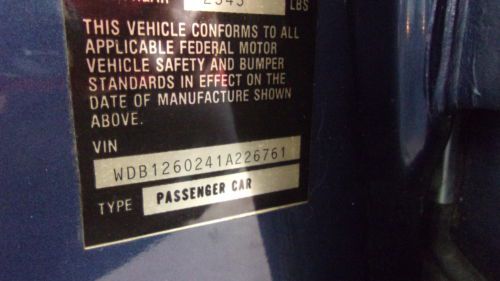 2343 LBS
THIS VEHICLE CONFORMS TO ALL
APPLICABLE FEDERAL MOTOR
VEHICLE SAFETY AND BUMPER
STANDARDS IN EFFECT ON THE
DATE OF MANUFACTURE SHOWN
ABOVE.
VIN
WDB1260241A226761
TYPE PASSENGER CAR